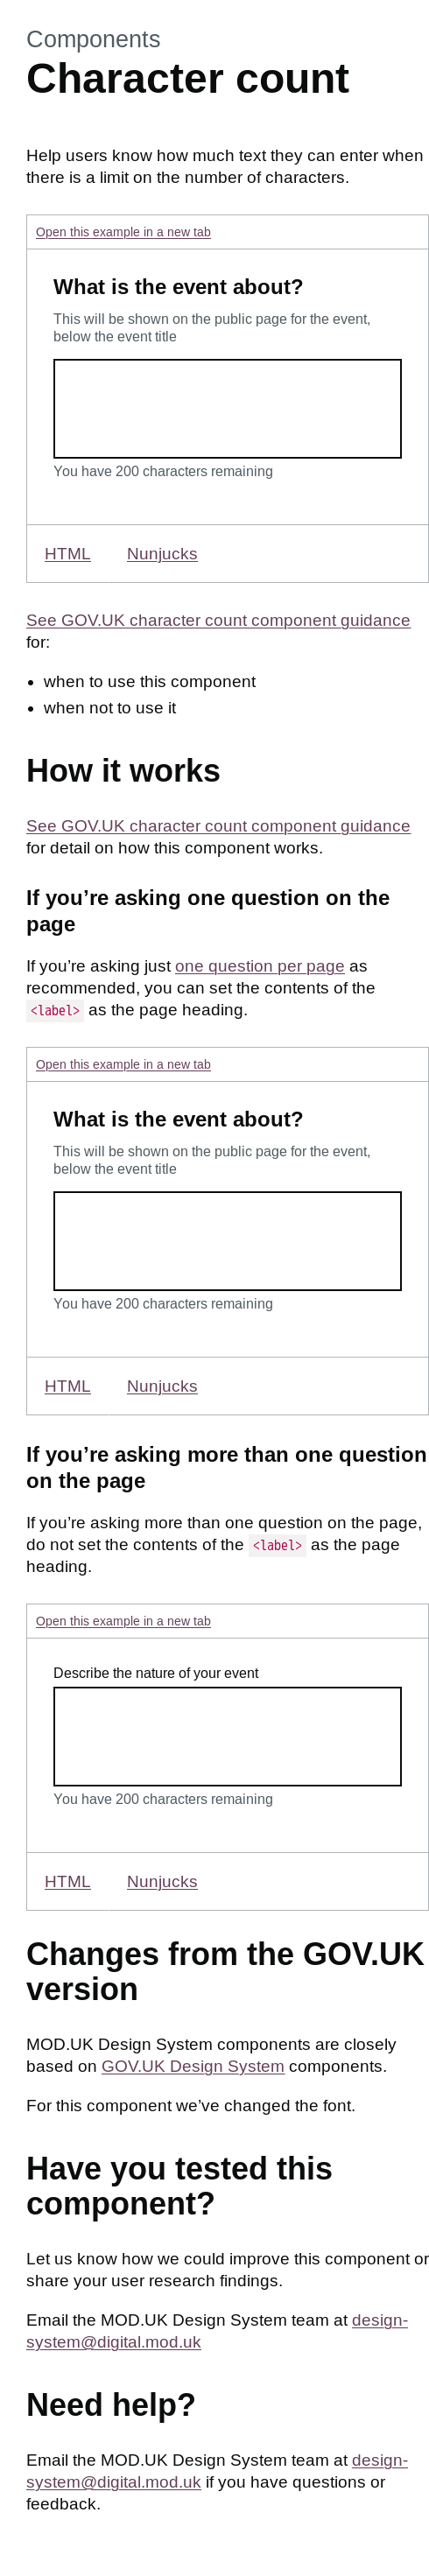 Components
Character count
Help users know how much text they can enter when
there is a limit on the number of characters.
Open this example in a new tab
What is the event about?
This will be shown on the public page for the event,
below the event title
You have 200 characters remaining
HTML Nunjucks
See GOV.UK character count component guidance
for:
• when to use this component
• when not to use it
How it works
See GOV.UK character count component guidance
for detail on how this component works.
If you’re asking one question on the
page
If you’re asking just one question per page as
recommended, you can set the contents of the
<label> as the page heading.
Open this example in a new tab
What is the event about?
This will be shown on the public page for the event,
below the event title
You have 200 characters remaining
HTML Nunjucks
If you’re asking more than one question
on the page
If you’re asking more than one question on the page,
do not set the contents of the <label> as the page
heading.
Open this example in a new tab
Describe the nature of your event
You have 200 characters remaining
HTML Nunjucks
Changes from the GOV.UK
version
MOD.UK Design System components are closely
based on GOV.UK Design System components.
For this component we’ve changed the font.
Have you tested this
component?
Let us know how we could improve this component or
share your user research findings.
Email the MOD.UK Design System team at design-
system@digital.mod.uk
Need help?
Email the MOD.UK Design System team at design-
system@digital.mod.uk if you have questions or
feedback.